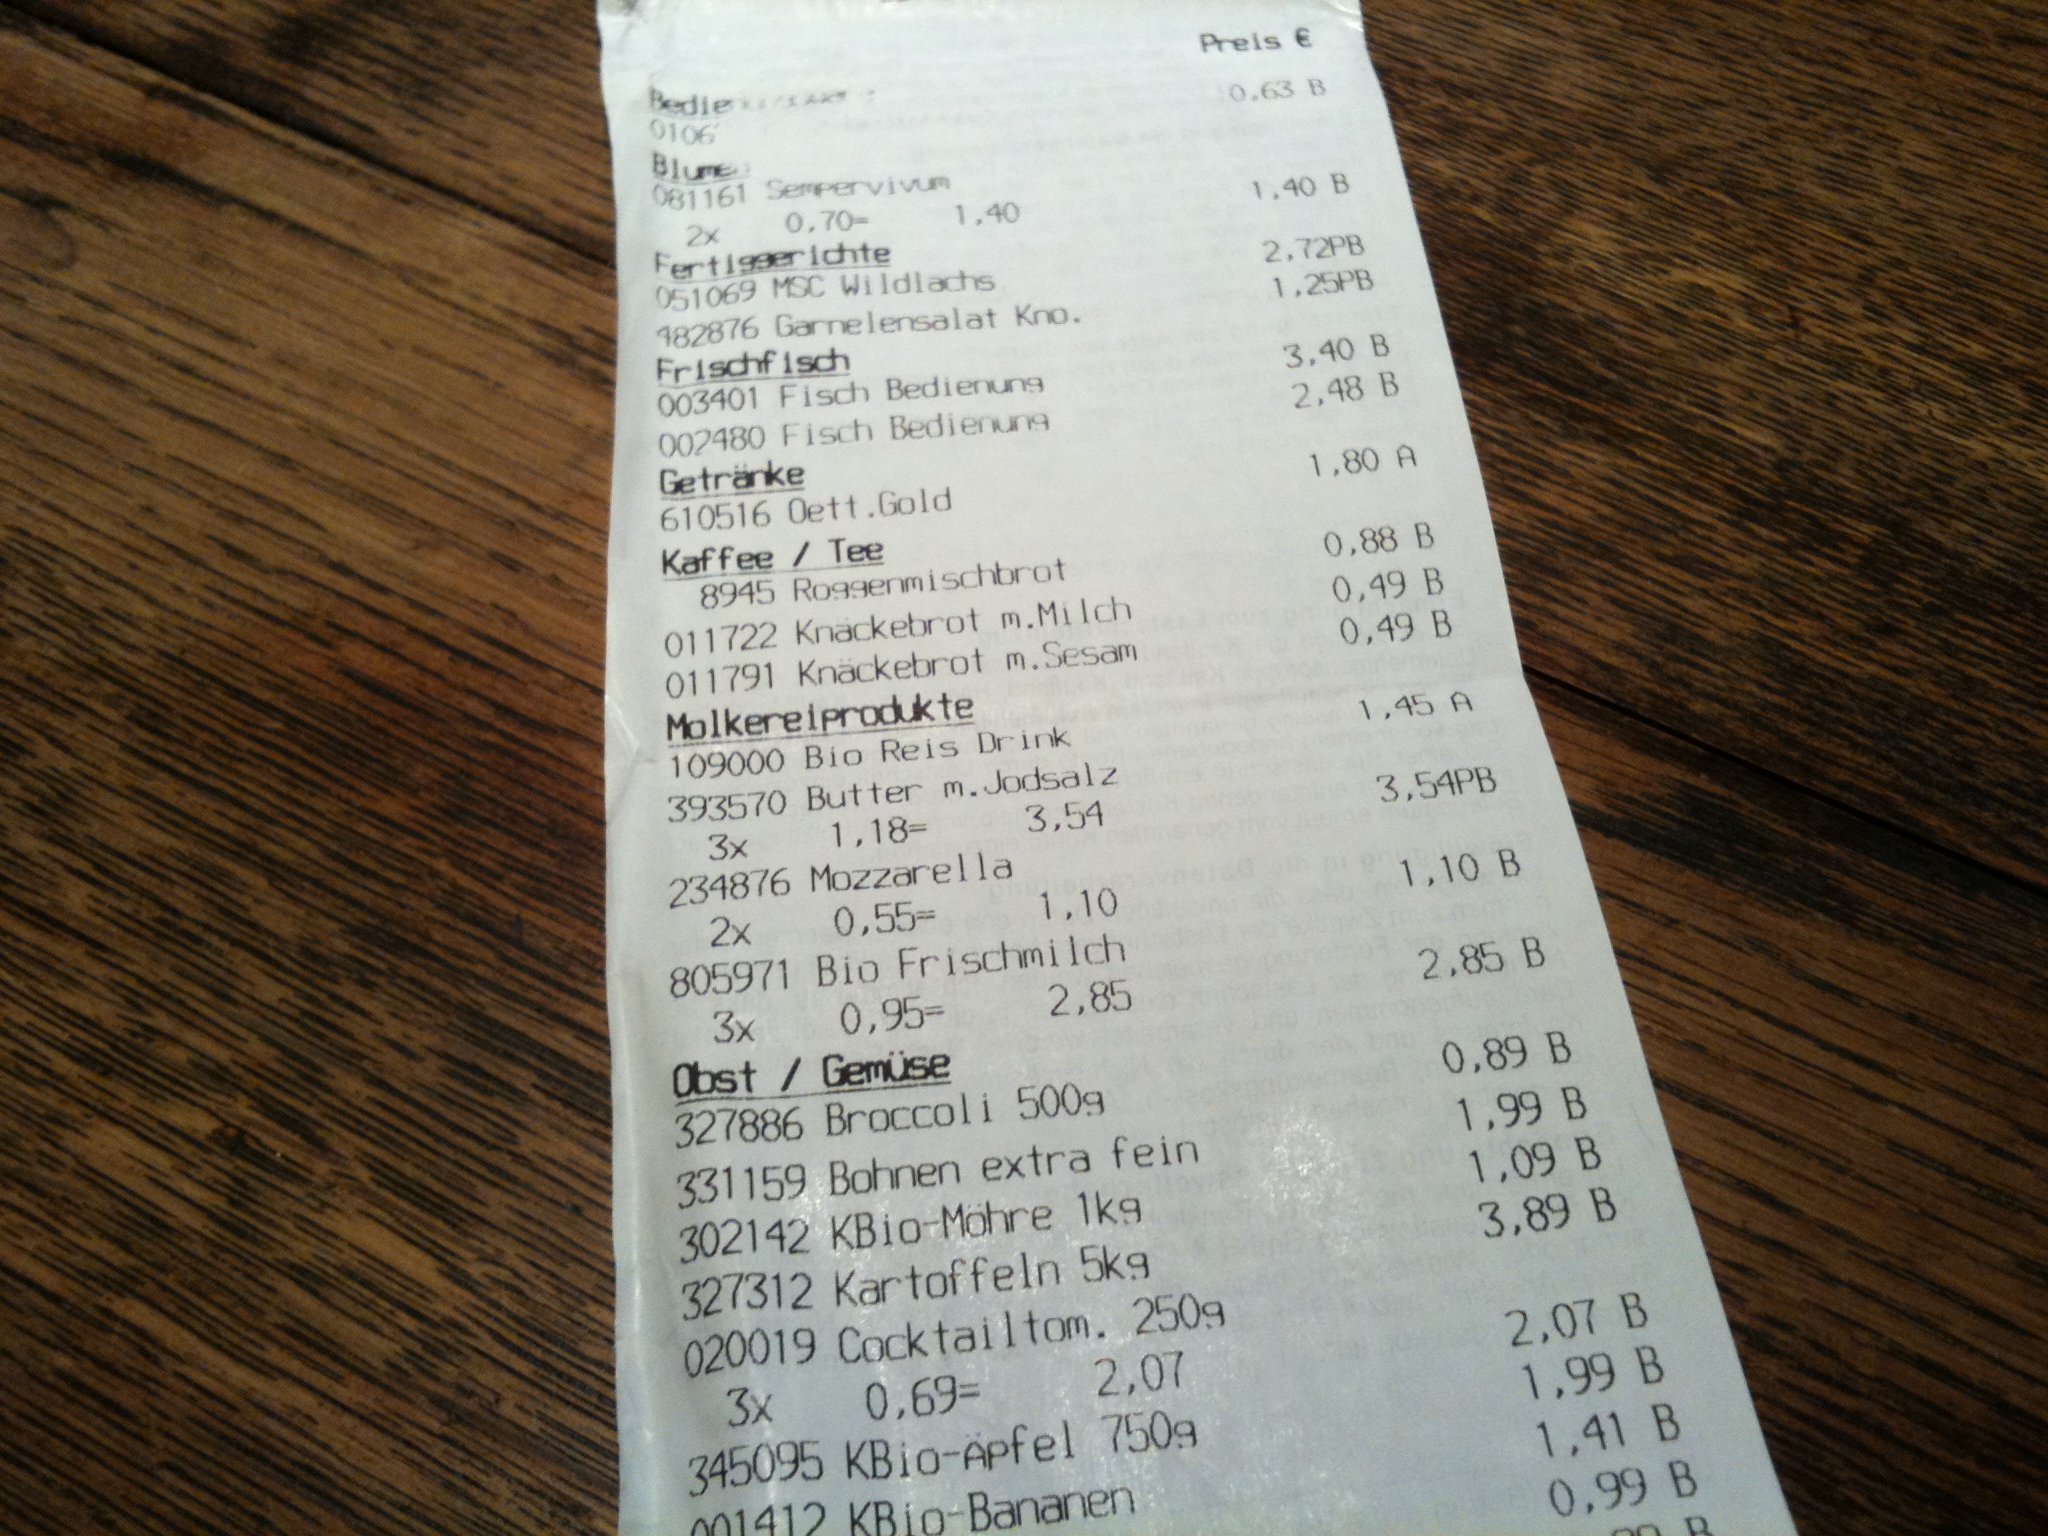 Preis €
0,63 B
0106
081161 Sempervivum 1,40 B
2x 0,70= 1,40
Fertiggerichte
051069 MSC Wildlachs 2,72PB
482876 Garnelensalat Kno. 1,25PB
Frischfisch
003401 Fisch Bedienung 3,40 B
002480 Fisch Bedienung 2,48 B
Getränke
610516 Oett.Gold 1,80 A
Kaffee / Tee
8945 Roggenmischbrot 0,88 B
011722 Knäckebrot m.Milch 0,49 B
011791 Knäckebrot m.Sesam 0,49 B
Molkereiprodukte
109000 Bio Reis Drink 1,45 A
393570 Butter m.Jodsalz 3,54PB
3x 1,18= 3,54
234876 Mozzarella 1,10 B
2x 0,55= 1,10
805971 Bio Frischmilch 2,85 B
3x 0,95= 2,85
Obst / Gemüse
327886 Broccoli 500g 0,89 B
331159 Bohnen extra fein 1,99 B
302142 KBio-Möhre 1kg 1,09 B
327312 Kartoffeln 5kg 3,89 B
020019 Cocktailtom. 250g 2,07 B
3x 0,69= 2,07
345095 KBio-Äpfel 750g 1,99 B
001412 KBio-Bananen 1,41 B
0,99 B